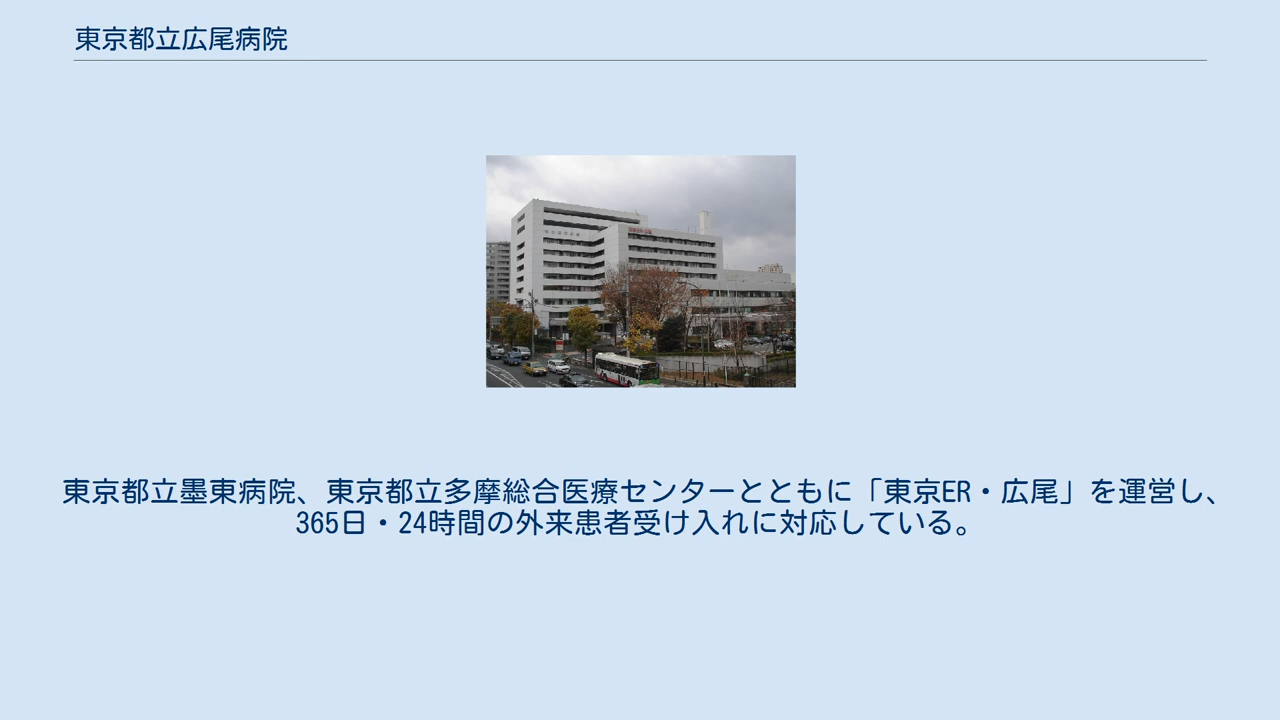 東京都立広尾病院
東京都立墨東病院、東京都立多摩総合医療センターとともに「東京ER・広尾」を運営し、
365日・24時間の外来患者受け入れに対応している。